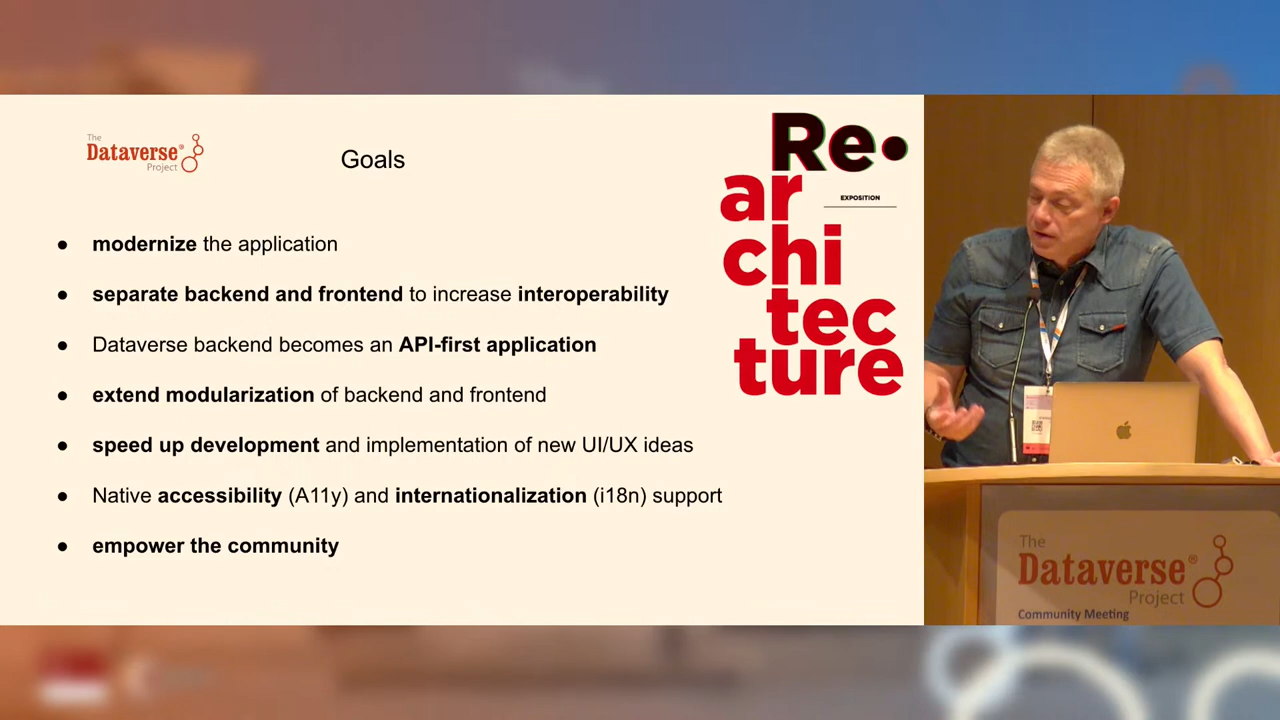 The
Dataverse®
Project
Goals
Re•
ar
EXPOSITION
chi
tec
ture
● modernize the application
● separate backend and frontend to increase interoperability
● Dataverse backend becomes an API-first application
● extend modularization of backend and frontend
● speed up development and implementation of new UI/UX ideas
● Native accessibility (A11y) and internationalization (i18n) support
● empower the community
The
Dataverse®
Project
Community Meeting